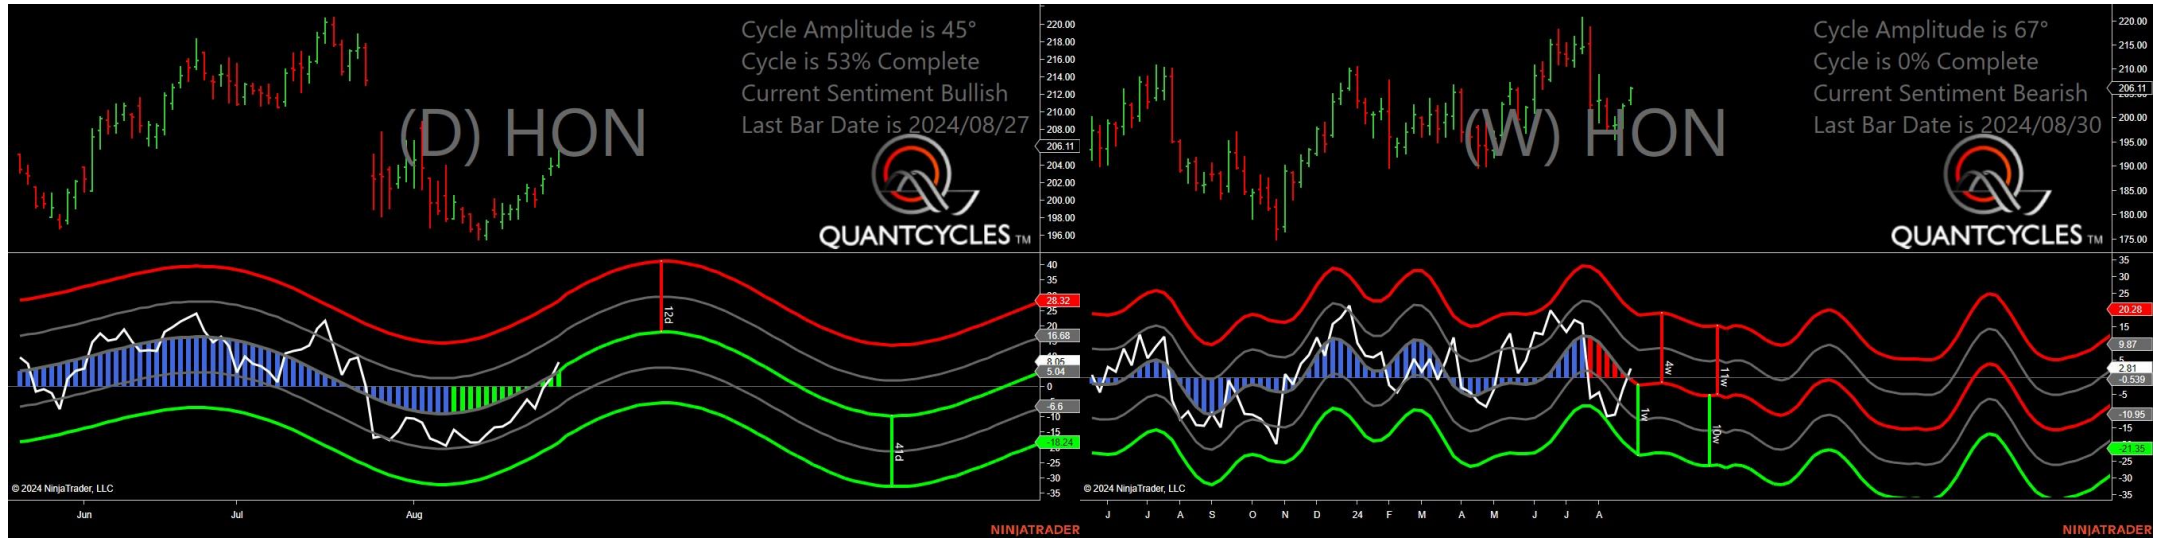 Cycle Amplitude is 45°
Cycle is 53% Complete
Current Sentiment Bullish
Last Bar Date is 2024/08/27
(D) HON
QUANTCYCLES TM
220.00
218.00
216.00
214.00
212.00
210.00
208.00
206.11
204.00
202.00
200.00
198.00
196.00
40
35
28.32
25
20
16.68
8.05
5.04
0
-6.6
-10
-15
-18.24
-25
-30
-35
12d
41d
© 2024 NinjaTrader, LLC
Jun Jul Aug
NINJATRADER
Cycle Amplitude is 67°
Cycle is 0% Complete
Current Sentiment Bearish
Last Bar Date is 2024/08/30
(W) HON
QUANTCYCLES TM
220.00
215.00
210.00
206.11
200.00
195.00
190.00
185.00
180.00
175.00
35
30
25
20.28
15
9.87
2.81
-0.539
-5
-10.95
-15
-21.35
-25
-30
-35
4w
11w
1w
10w
© 2024 NinjaTrader, LLC
J J A S O N D 24 F M A M J J A
NINJATRADER